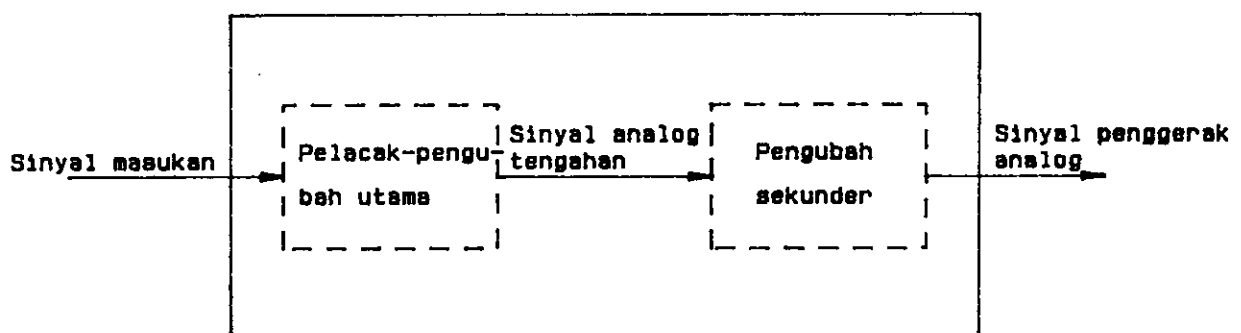 Sinyal masukan
Pelacak-pengu-
bah utama
Sinyal analog
tengahan
Pengubah
sekunder
Sinyal penggerak
analog